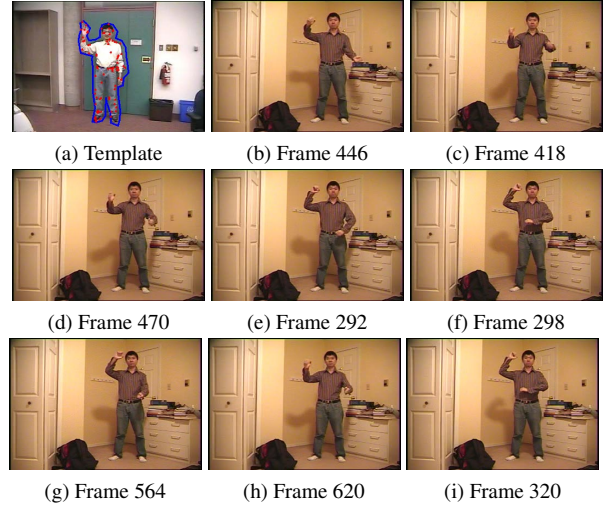 (a) Template
(b) Frame 446
(c) Frame 418
(d) Frame 470
(e) Frame 292
(f) Frame 298
(g) Frame 564
(h) Frame 620
(i) Frame 320